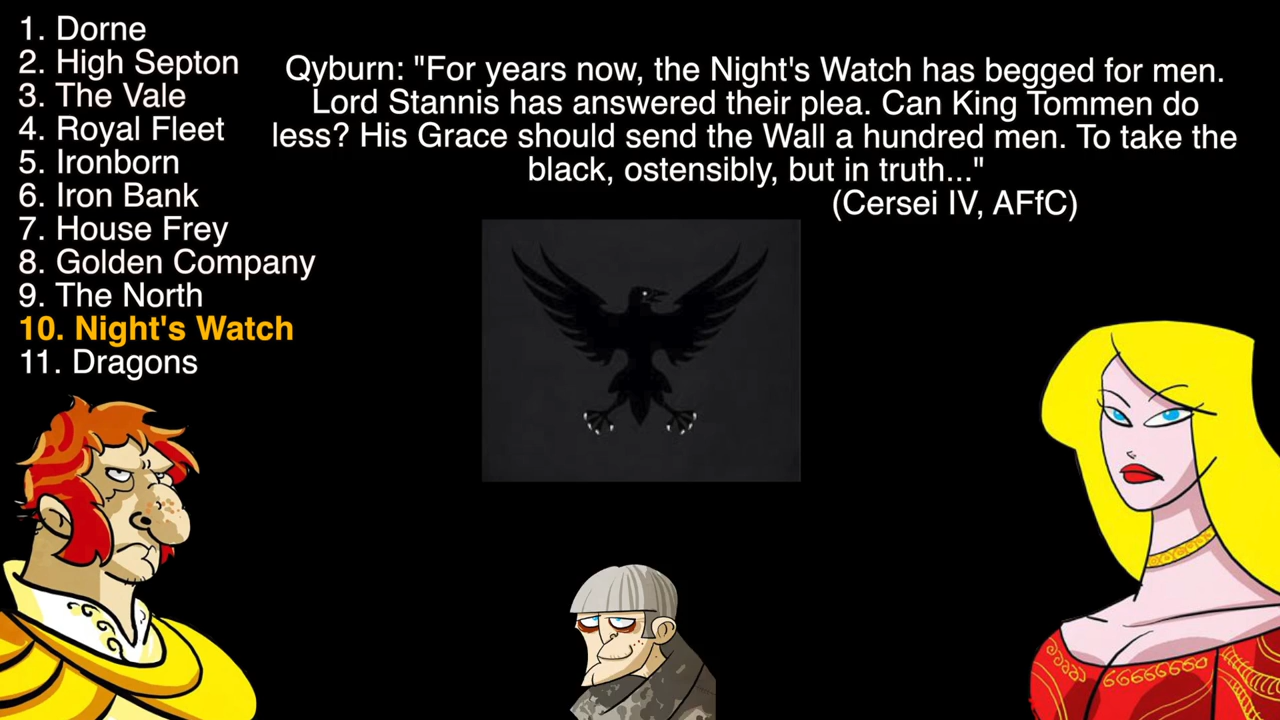 1. Dorne
2. High Septon
3. The Vale
4. Royal Fleet
5. Ironborn
6. Iron Bank
7. House Frey
8. Golden Company
9. The North
10. Night's Watch
11. Dragons
Qyburn: "For years now, the Night's Watch has begged for men.
Lord Stannis has answered their plea. Can King Tommen do
less? His Grace should send the Wall a hundred men. To take the
black, ostensibly, but in truth..."
(Cersei IV, AFfC)